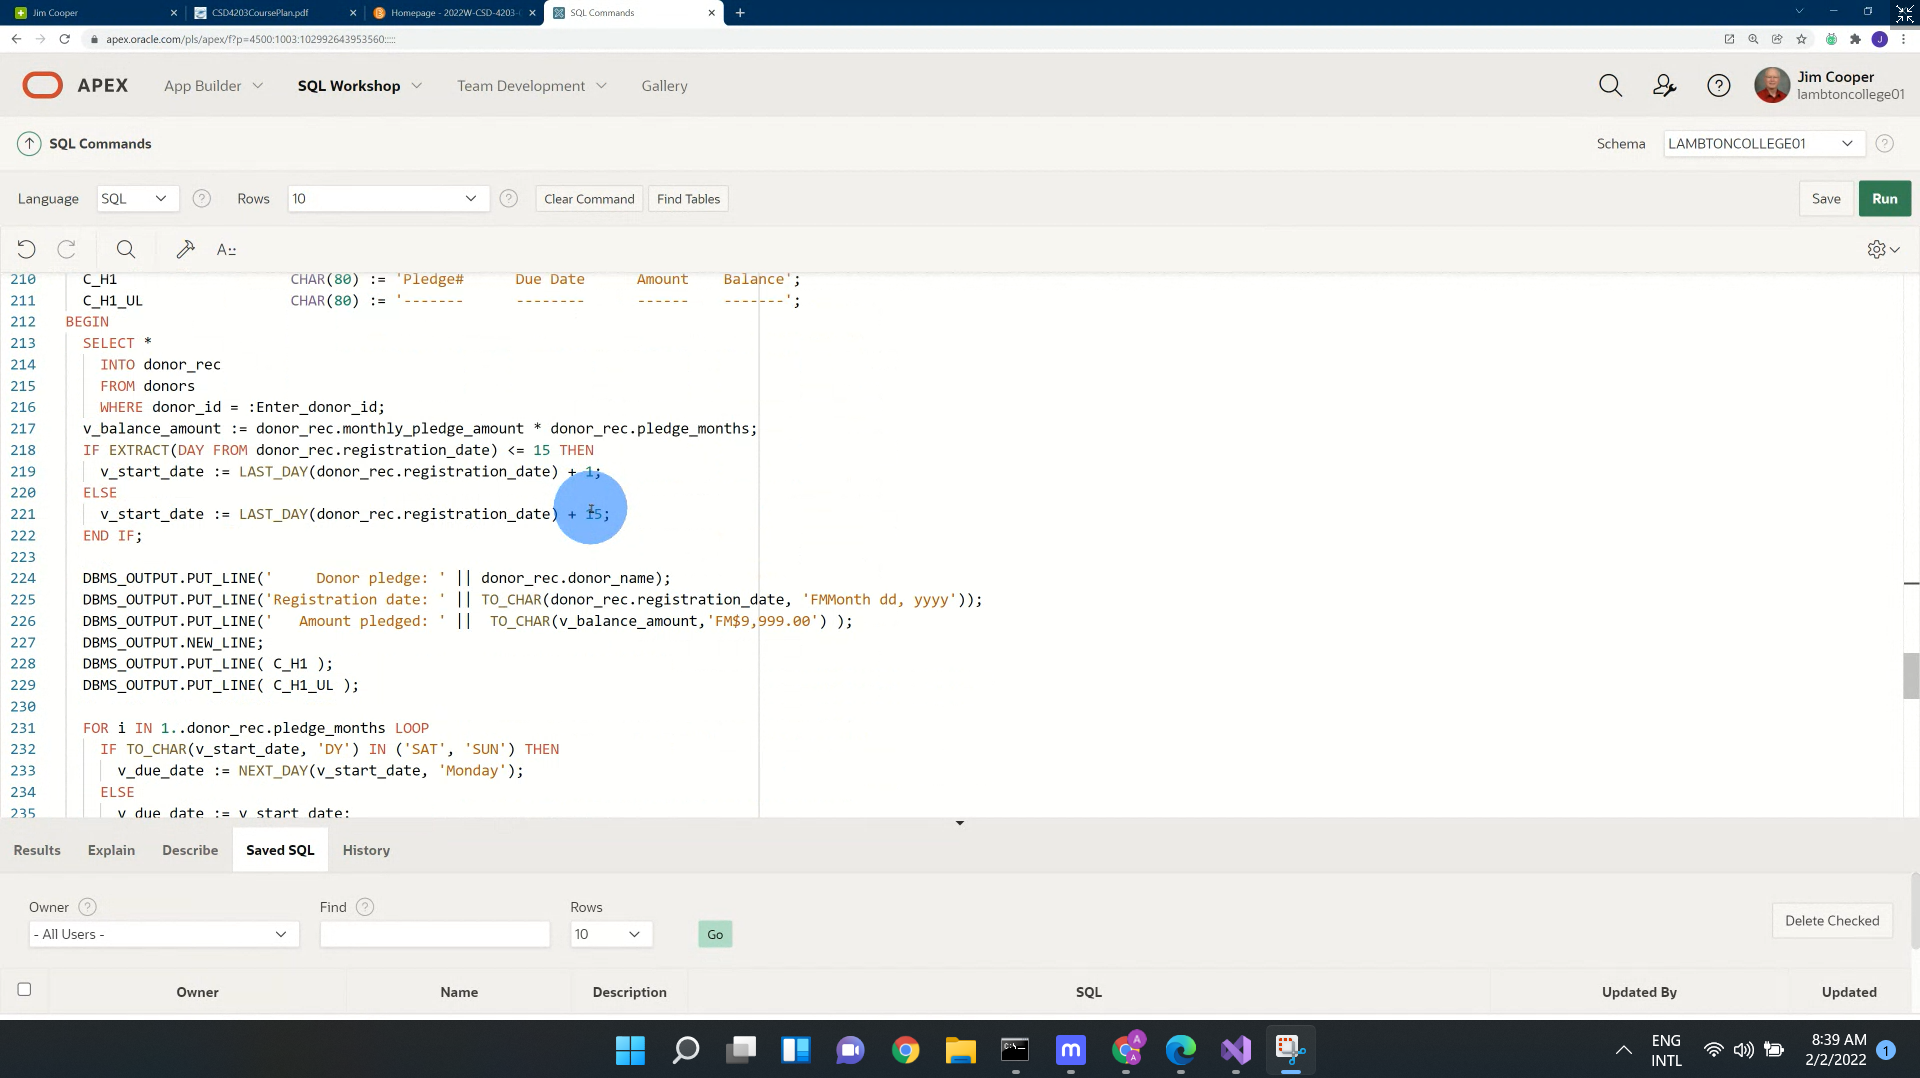 Jim Cooper
CSD4203CoursePlan.pdf
Homepage - 2022W-CSD-4203-
SQL Commands
apex.oracle.com/pls/apex/f?p=4500:1003:102992643953560:::::
APEX
App Builder
SQL Workshop
Team Development
Gallery
Jim Cooper
lambtoncollege01
SQL Commands
Schema
LAMBTONCOLLEGE01
Language
SQL
Rows
10
Clear Command
Find Tables
Save
Run
210 C_H1 CHAR(80) := 'Pledge# Due Date Amount Balance';
211 C_H1_UL CHAR(80) := '------- -------- ------ -------';
212 BEGIN
213 SELECT *
214 INTO donor_rec
215 FROM donors
216 WHERE donor_id = :Enter_donor_id;
217 v_balance_amount := donor_rec.monthly_pledge_amount * donor_rec.pledge_months;
218 IF EXTRACT(DAY FROM donor_rec.registration_date) <= 15 THEN
219 v_start_date := LAST_DAY(donor_rec.registration_date) + 1;
220 ELSE
221 v_start_date := LAST_DAY(donor_rec.registration_date) + 15;
222 END IF;
223
224 DBMS_OUTPUT.PUT_LINE('     Donor pledge: ' || donor_rec.donor_name);
225 DBMS_OUTPUT.PUT_LINE('Registration date: ' || TO_CHAR(donor_rec.registration_date, 'FMMonth dd, yyyy'));
226 DBMS_OUTPUT.PUT_LINE('   Amount pledged: ' ||  TO_CHAR(v_balance_amount,'FM$9,999.00') );
227 DBMS_OUTPUT.NEW_LINE;
228 DBMS_OUTPUT.PUT_LINE( C_H1 );
229 DBMS_OUTPUT.PUT_LINE( C_H1_UL );
230
231 FOR i IN 1..donor_rec.pledge_months LOOP
232 IF TO_CHAR(v_start_date, 'DY') IN ('SAT', 'SUN') THEN
233 v_due_date := NEXT_DAY(v_start_date, 'Monday');
234 ELSE
235 v_due_date := v_start_date;
Results
Explain
Describe
Saved SQL
History
Owner
Find
Rows
- All Users -
10
Go
Delete Checked
Owner
Name
Description
SQL
Updated By
Updated
ENG
INTL
8:39 AM
2/2/2022
1